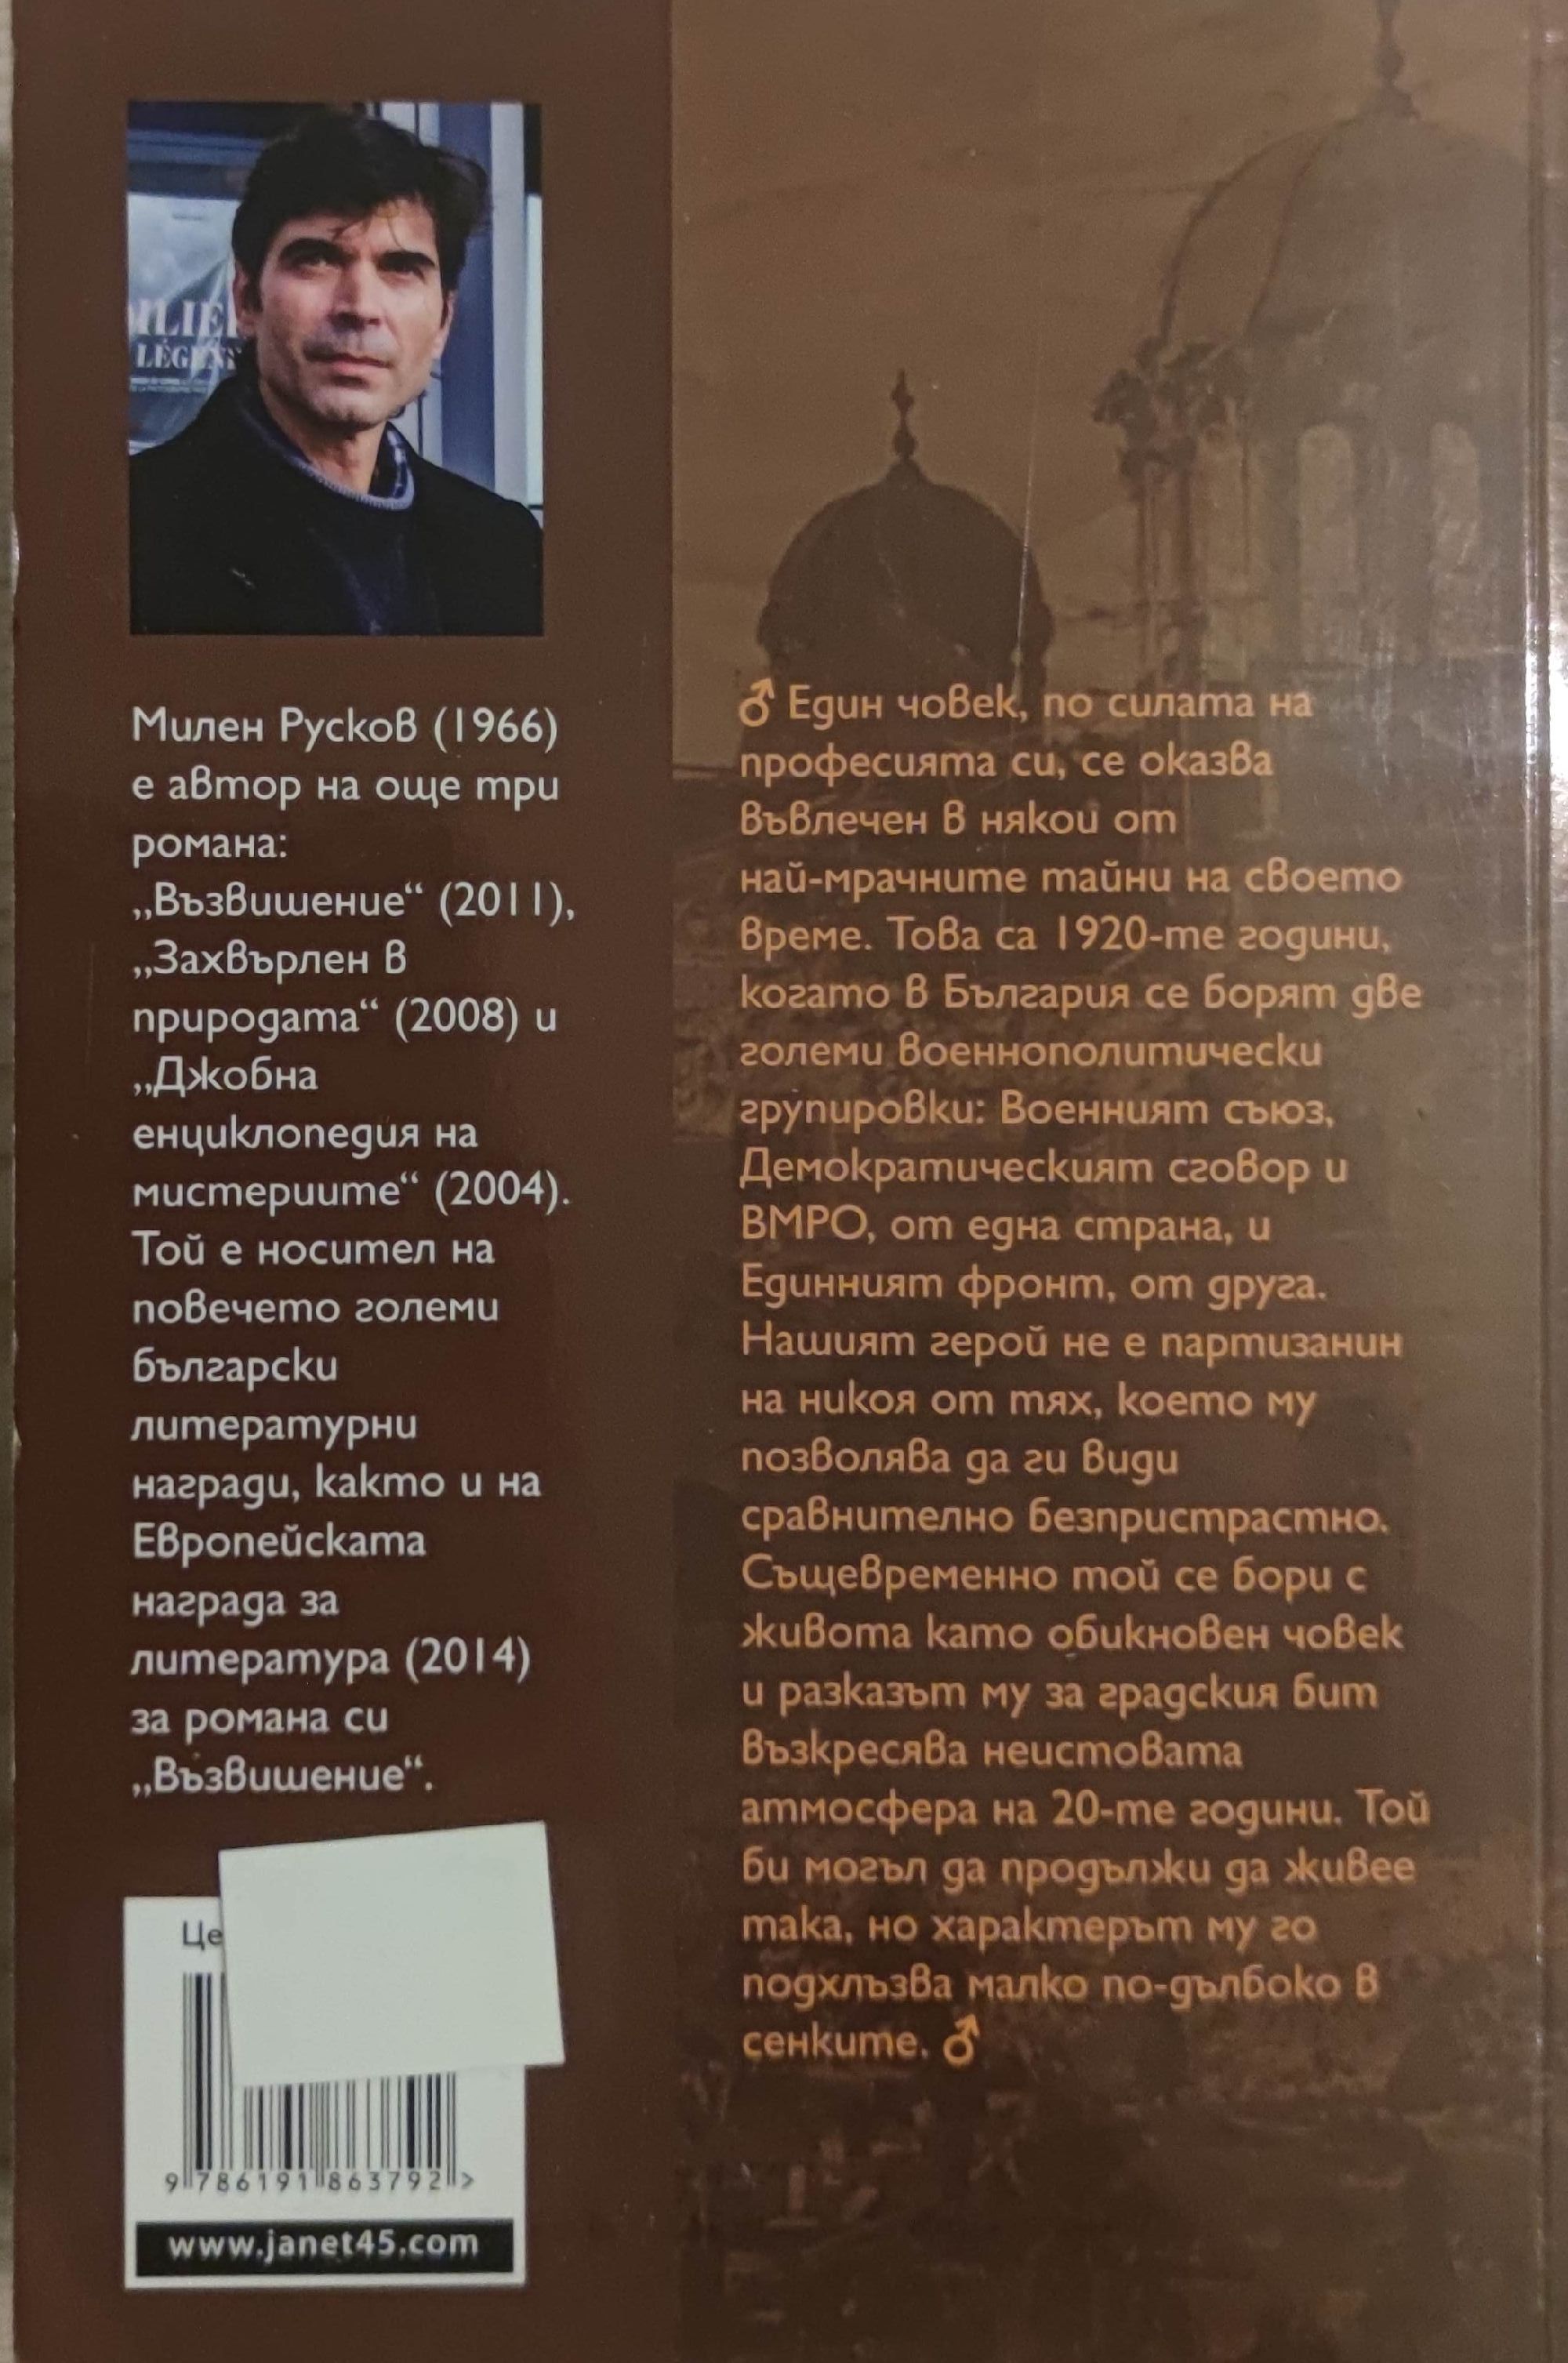 MILIE
LÉGEN
Милен Русков (1966)
е автор на още три
романа:
„Възвишение“ (2011),
„Захвърлен в
природата“ (2008) и
„Джобна
енциклопедия на
мистериите“ (2004).
Той е носител на
повечето големи
български
литературни
награди, както и на
Европейската
награда за
литература (2014)
за романа си
„Възвишение“.
Це
9 786191 863792 >
www.janet45.com
♂ Един човек, по силата на
професията си, се оказва
въвлечен в някои от
най-мрачните тайни на своето
време. Това са 1920-те години,
когато в България се борят две
големи военнополитически
групировки: Военният съюз,
Демократическият сговор и
ВМРО, от една страна, и
Единният фронт, от друга.
Нашият герой не е партизанин
на никоя от тях, което му
позволява да ги види
сравнително безпристрастно.
Същевременно той се бори с
живота като обикновен човек
и разказът му за градския бит
възкресява неистовата
атмосфера на 20-те години. Той
би могъл да продължи да живее
така, но характерът му го
подхлъзва малко по-дълбоко в
сенките. ♂